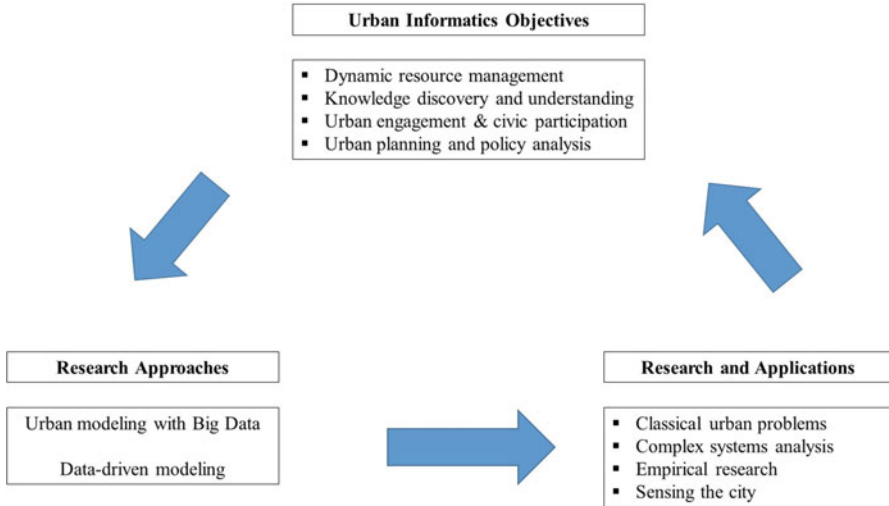 Urban Informatics Objectives
▪ Dynamic resource management
▪ Knowledge discovery and understanding
▪ Urban engagement & civic participation
▪ Urban planning and policy analysis
Research Approaches
Urban modeling with Big Data
Data-driven modeling
Research and Applications
▪ Classical urban problems
▪ Complex systems analysis
▪ Empirical research
▪ Sensing the city